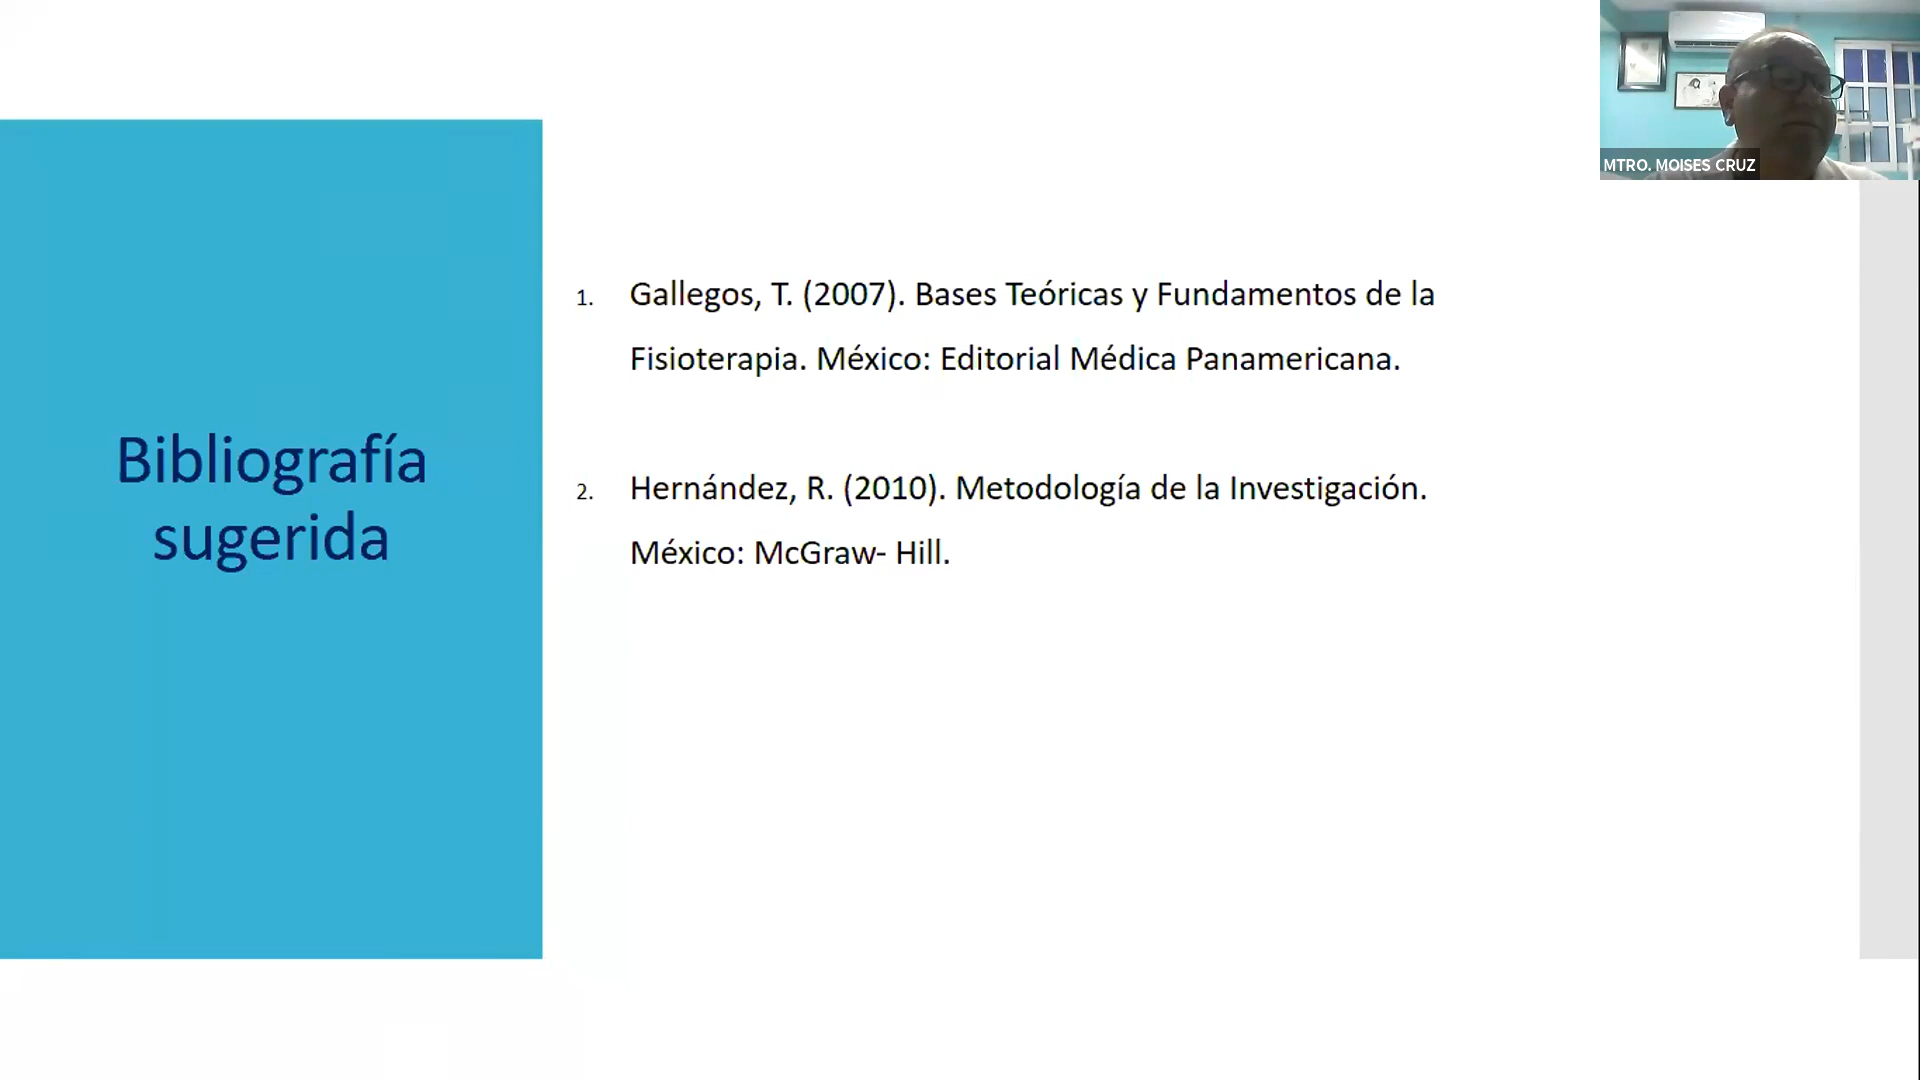 MTRO. MOISES CRUZ
Bibliografía
sugerida
1. Gallegos, T. (2007). Bases Teóricas y Fundamentos de la
Fisioterapia. México: Editorial Médica Panamericana.
2. Hernández, R. (2010). Metodología de la Investigación.
México: McGraw- Hill.